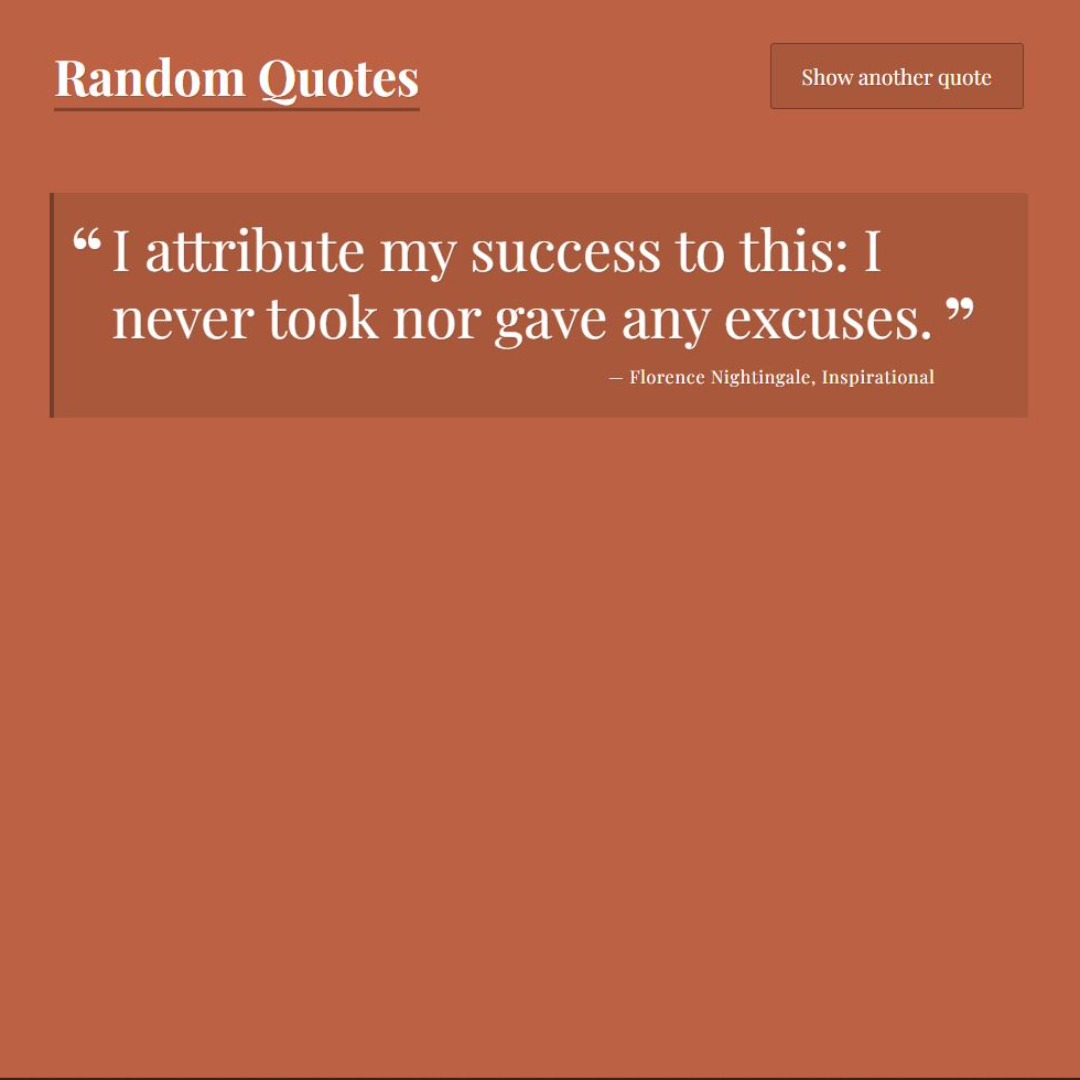 Random Quotes
Show another quote
“ I attribute my success to this: I
never took nor gave any excuses. ”
— Florence Nightingale, Inspirational